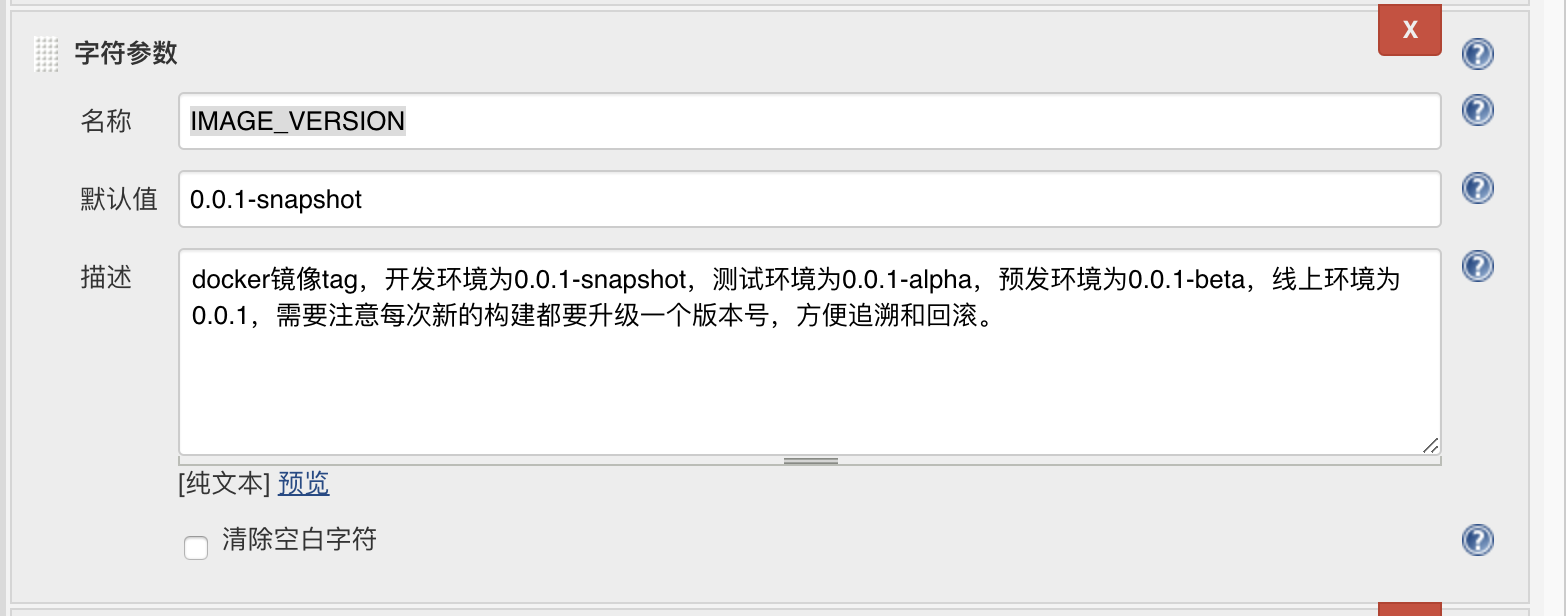 字符参数
X
名称
IMAGE_VERSION
默认值
0.0.1-snapshot
描述
docker镜像tag，开发环境为0.0.1-snapshot，测试环境为0.0.1-alpha，预发环境为0.0.1-beta，线上环境为
0.0.1，需要注意每次新的构建都要升级一个版本号，方便追溯和回滚。
[纯文本] 预览
清除空白字符